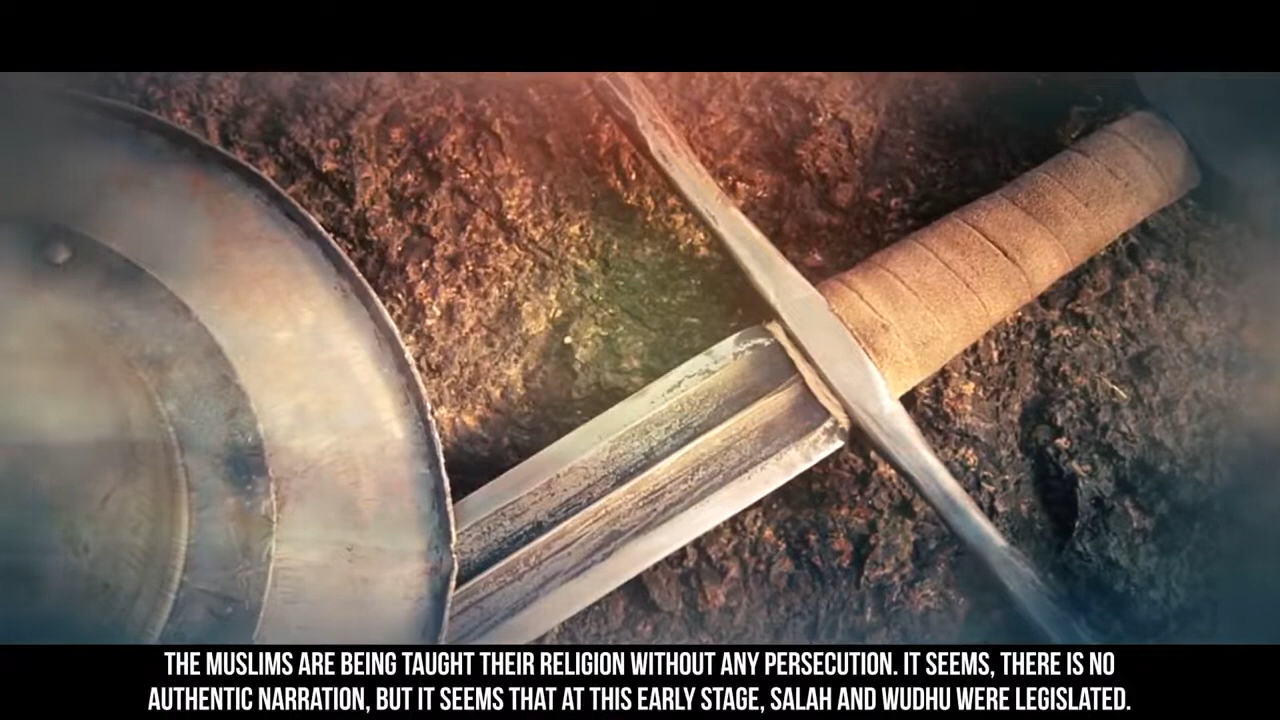 THE MUSLIMS ARE BEING TAUGHT THEIR RELIGION WITHOUT ANY PERSECUTION. IT SEEMS, THERE IS NO
AUTHENTIC NARRATION, BUT IT SEEMS THAT AT THIS EARLY STAGE, SALAH AND WUDHU WERE LEGISLATED.